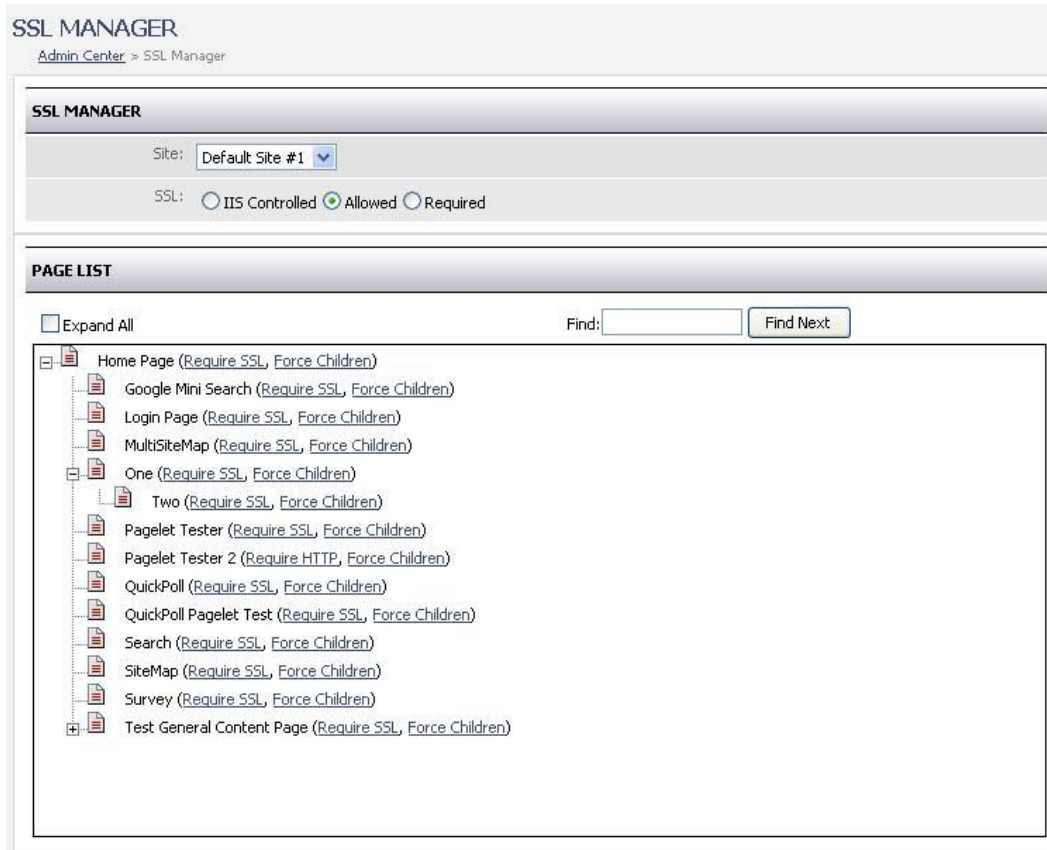 SSL MANAGER
Admin Center > SSL Manager
SSL MANAGER
Site: Default Site #1
SSL: IIS Controlled Allowed Required
PAGE LIST
Expand All Find: Find Next
Home Page (Require SSL, Force Children)
Google Mini Search (Require SSL, Force Children)
Login Page (Require SSL, Force Children)
MultiSiteMap (Require SSL, Force Children)
One (Require SSL, Force Children)
Two (Require SSL, Force Children)
Pagelet Tester (Require SSL, Force Children)
Pagelet Tester 2 (Require HTTP, Force Children)
QuickPoll (Require SSL, Force Children)
QuickPoll Pagelet Test (Require SSL, Force Children)
Search (Require SSL, Force Children)
SiteMap (Require SSL, Force Children)
Survey (Require SSL, Force Children)
Test General Content Page (Require SSL, Force Children)